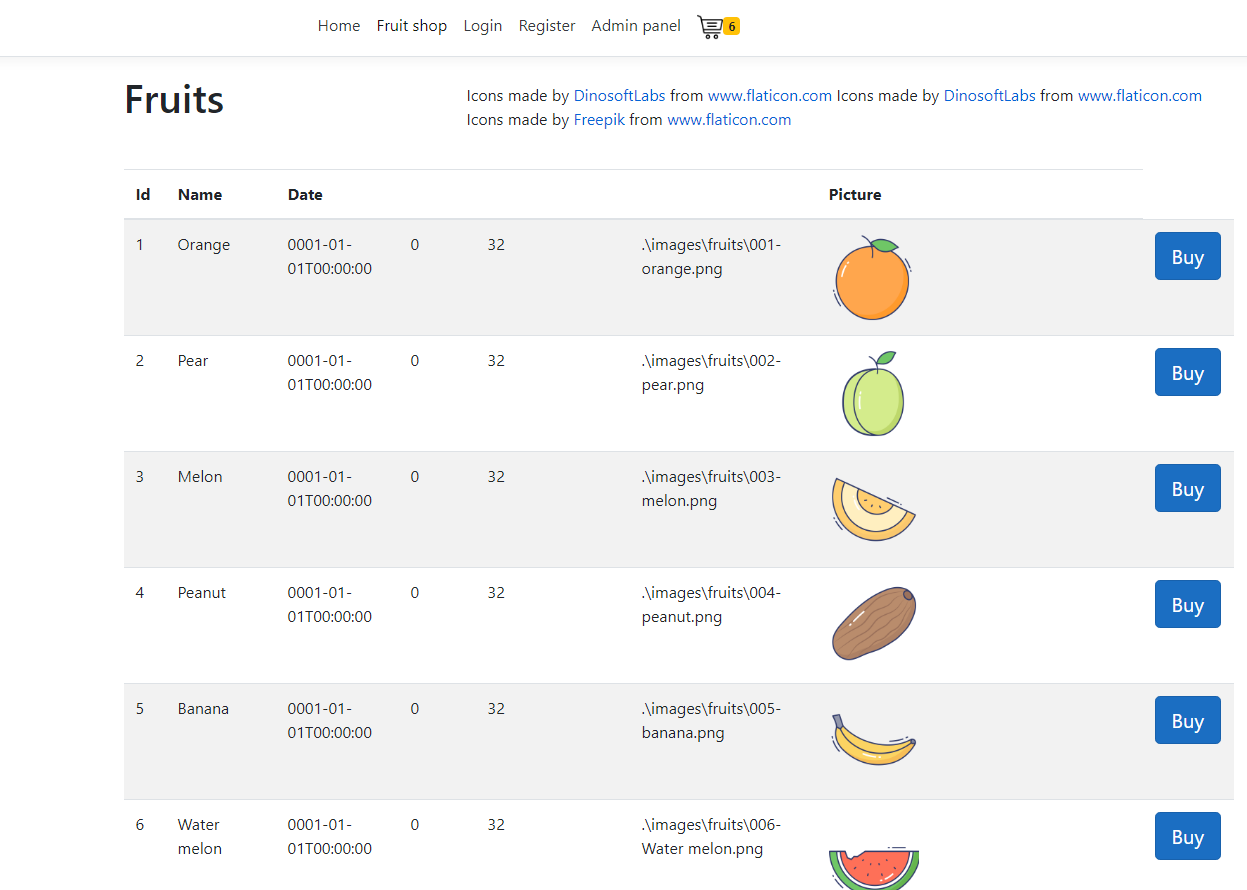 Home Fruit shop Login Register Admin panel 6
Fruits
Icons made by DinosoftLabs from www.flaticon.com Icons made by DinosoftLabs from www.flaticon.com
Icons made by Freepik from www.flaticon.com
Id Name Date Picture
1 Orange 0001-01- 0 32 .\images\fruits\001- Buy
01T00:00:00 orange.png
2 Pear 0001-01- 0 32 .\images\fruits\002- Buy
01T00:00:00 pear.png
3 Melon 0001-01- 0 32 .\images\fruits\003- Buy
01T00:00:00 melon.png
4 Peanut 0001-01- 0 32 .\images\fruits\004- Buy
01T00:00:00 peanut.png
5 Banana 0001-01- 0 32 .\images\fruits\005- Buy
01T00:00:00 banana.png
6 Water 0001-01- 0 32 .\images\fruits\006- Buy
melon 01T00:00:00 Water melon.png